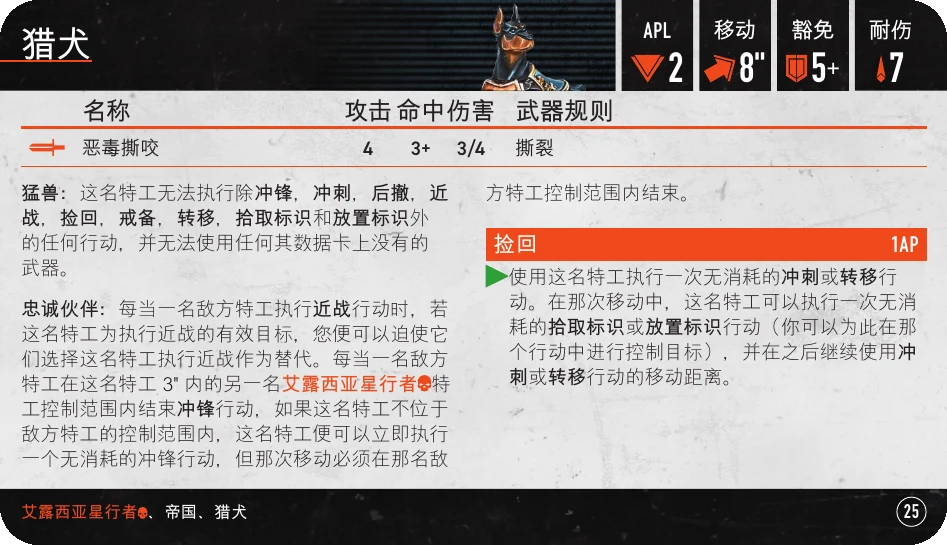 猎犬
APL 移动 豁免 耐伤
2 8" 5+ 7
名称 攻击 命中 伤害 武器规则
恶毒撕咬 4 3+ 3/4 撕裂
猛兽：这名特工无法执行除冲锋，冲刺，后撤，近
战，捡回，戒备，转移，拾取标识和放置标识外
的任何行动，并无法使用任何其数据卡上没有的
武器。
忠诚伙伴：每当一名敌方特工执行近战行动时，若
这名特工为执行近战的有效目标，您便可以迫使它
们选择这名特工执行近战作为替代。每当一名敌方
特工在这名特工 3" 内的另一名艾露西亚星行者特
工控制范围内结束冲锋行动，如果这名特工不位于
敌方特工的控制范围内，这名特工便可以立即执行
一个无消耗的冲锋行动，但那次移动必须在那名敌
方特工控制范围内结束。
捡回 1AP
使用这名特工执行一次无消耗的冲刺或转移行
动。在那次移动中，这名特工可以执行一次无消
耗的拾取标识或放置标识行动（你可以为此在那
个行动中进行控制目标），并在之后继续使用冲
刺或转移行动的移动距离。
艾露西亚星行者、帝国、猎犬
25